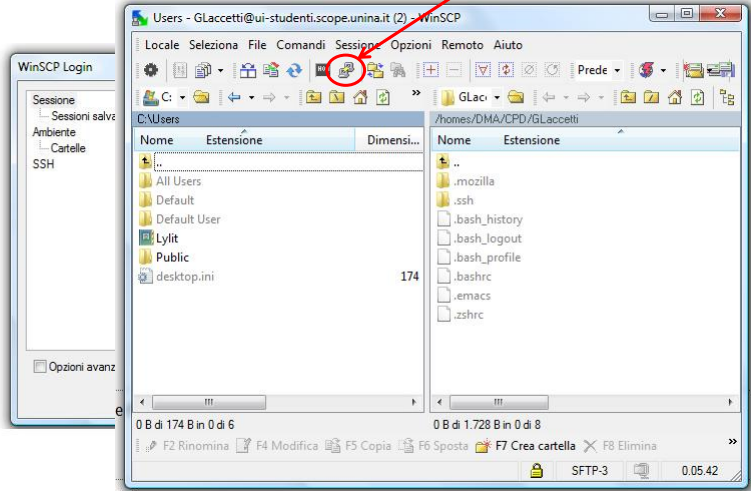 Users - GLaccetti@ui-studenti.scope.unina.it (2) - WinSCP
Locale Seleziona File Comandi Sessione Opzioni Remoto Aiuto
Prede
C:
GLac
C:\Users
/homes/DMA/CPD/GLaccetti
Nome Estensione Dimensi...
Nome Estensione
..
All Users
Default
Default User
Lylit
Public
desktop.ini 174
..
.mozilla
.ssh
.bash_history
.bash_logout
.bash_profile
.bashrc
.emacs
.zshrc
0 B di 174 B in 0 di 6
0 B di 1.728 B in 0 di 8
F2 Rinomina F4 Modifica F5 Copia F6 Sposta F7 Crea cartella F8 Elimina
SFTP-3 0.05.42
WinSCP Login
Sessione
Sessioni salva
Ambiente
Cartelle
SSH
Opzioni avanz
e